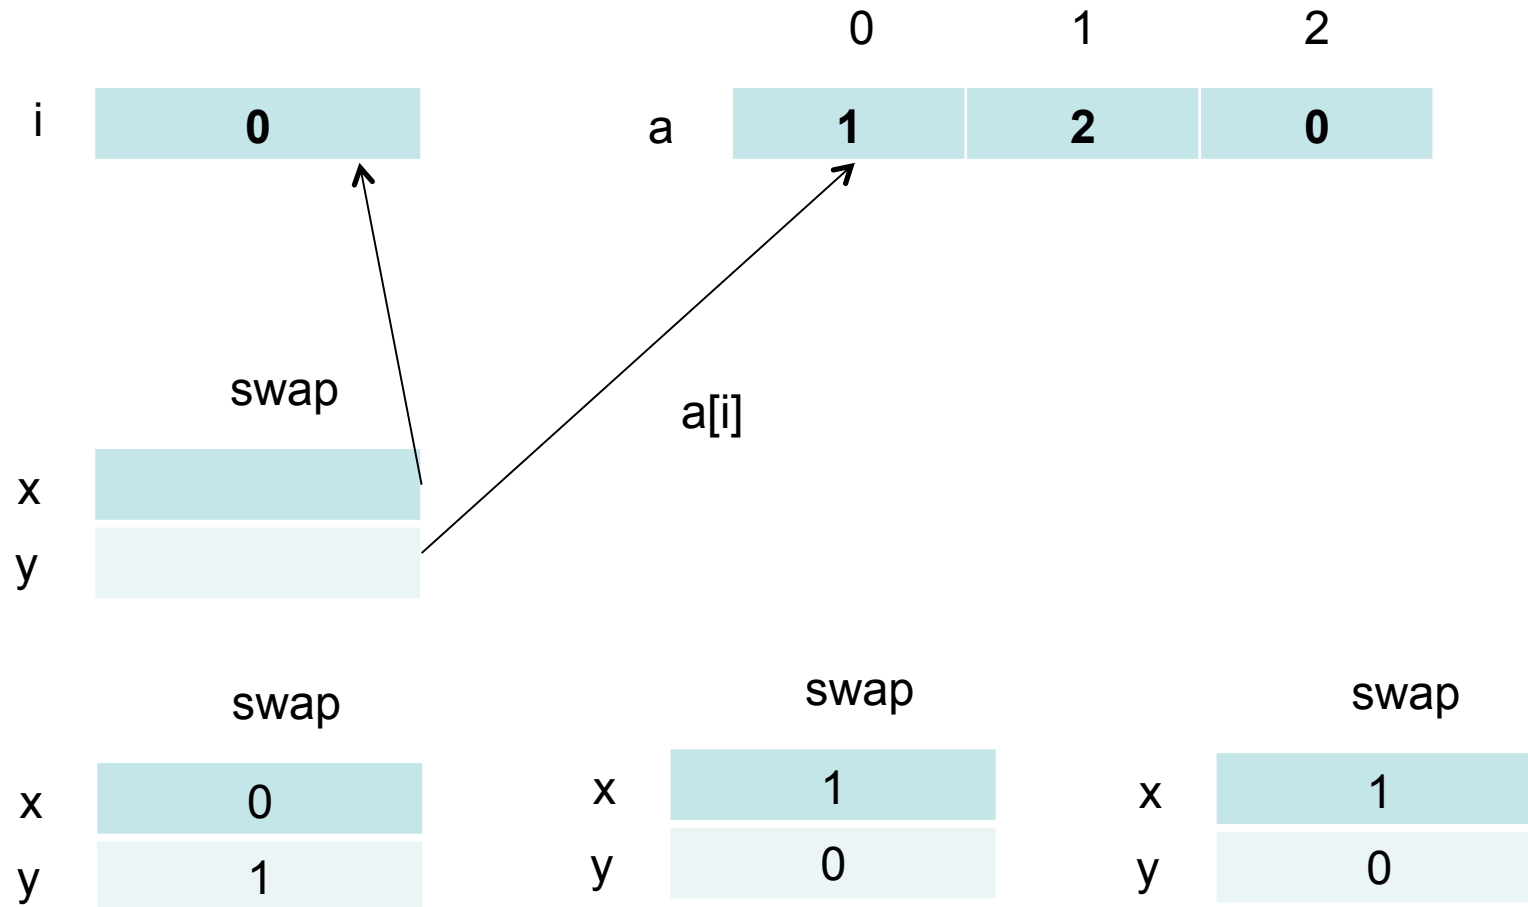 0 1 2
i 0 a 1 2 0
swap
a[i]
x
y
swap swap swap
x 0 x 1 x 1
y 1 y 0 y 0